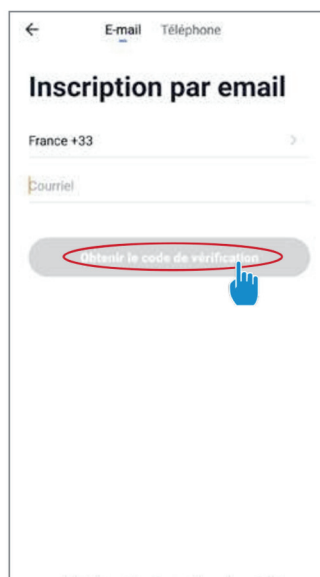 E-mail Téléphone
Inscription par email
France +33
Courriel
Obtenir le code de vérification